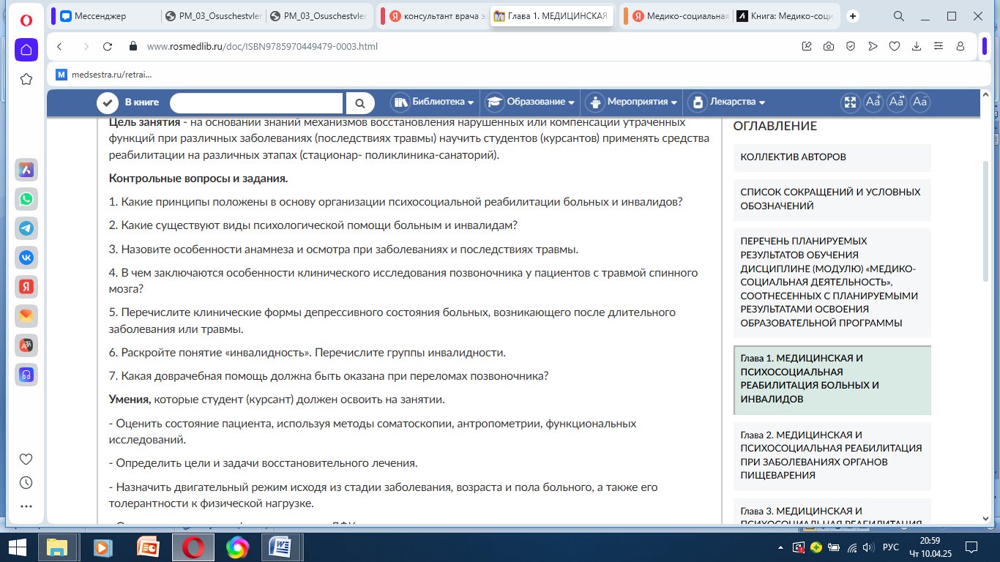 Мессенджер
PM_03_Osuschestvler
PM_03_Osuschestvler
консультант врача э
Глава 1. МЕДИЦИНСКАЯ
Медико-социальная
Книга: Медико-соци
www.rosmedlib.ru/doc/ISBN9785970449479-0003.html
medsestra.ru/retrai...
В книге
Библиотека
Образование
Мероприятия
Лекарства
Aa+
Aa
Aa-
Цель занятия - на основании знаний механизмов восстановления нарушенных или компенсации утраченных
функций при различных заболеваниях (последствиях травмы) научить студентов (курсантов) применять средства
реабилитации на различных этапах (стационар- поликлиника-санаторий).
Контрольные вопросы и задания.
1. Какие принципы положены в основу организации психосоциальной реабилитации больных и инвалидов?
2. Какие существуют виды психологической помощи больным и инвалидам?
3. Назовите особенности анамнеза и осмотра при заболеваниях и последствиях травмы.
4. В чем заключаются особенности клинического исследования позвоночника у пациентов с травмой спинного
мозга?
5. Перечислите клинические формы депрессивного состояния больных, возникающего после длительного
заболевания или травмы.
6. Раскройте понятие «инвалидность». Перечислите группы инвалидности.
7. Какая доврачебная помощь должна быть оказана при переломах позвоночника?
Умения, которые студент (курсант) должен освоить на занятии.
- Оценить состояние пациента, используя методы соматоскопии, антропометрии, функциональных
исследований.
- Определить цели и задачи восстановительного лечения.
- Назначить двигательный режим исходя из стадии заболевания, возраста и пола больного, а также его
толерантности к физической нагрузке.
ОГЛАВЛЕНИЕ
КОЛЛЕКТИВ АВТОРОВ
СПИСОК СОКРАЩЕНИЙ И УСЛОВНЫХ
ОБОЗНАЧЕНИЙ
ПЕРЕЧЕНЬ ПЛАНИРУЕМЫХ
РЕЗУЛЬТАТОВ ОБУЧЕНИЯ
ДИСЦИПЛИНЕ (МОДУЛЮ) «МЕДИКО-
СОЦИАЛЬНАЯ ДЕЯТЕЛЬНОСТЬ»,
СООТНЕСЕННЫХ С ПЛАНИРУЕМЫМИ
РЕЗУЛЬТАТАМИ ОСВОЕНИЯ
ОБРАЗОВАТЕЛЬНОЙ ПРОГРАММЫ
Глава 1. МЕДИЦИНСКАЯ И
ПСИХОСОЦИАЛЬНАЯ
РЕАБИЛИТАЦИЯ БОЛЬНЫХ И
ИНВАЛИДОВ
Глава 2. МЕДИЦИНСКАЯ И
ПСИХОСОЦИАЛЬНАЯ РЕАБИЛИТАЦИЯ
ПРИ ЗАБОЛЕВАНИЯХ ОРГАНОВ
ПИЩЕВАРЕНИЯ
Глава 3. МЕДИЦИНСКАЯ И
ПСИХОСОЦИАЛЬНАЯ РЕАБИЛИТАЦИЯ
РУС
20:59
Чт 10.04.25